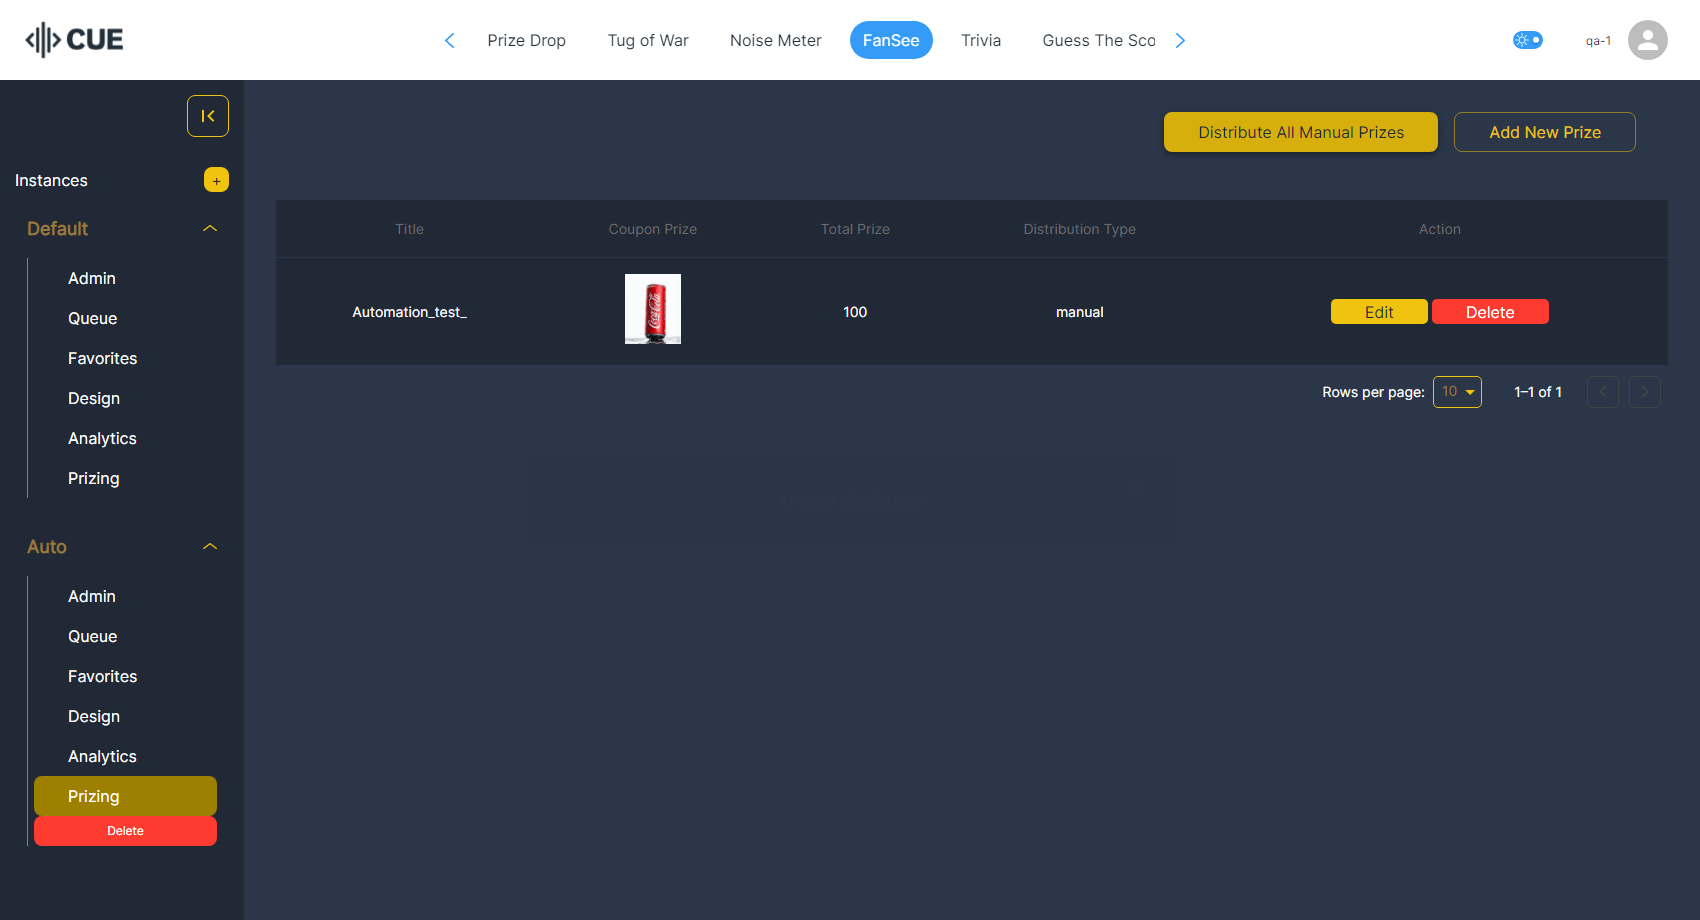 CUE
Prize Drop
Tug of War
Noise Meter
FanSee
Trivia
Guess The Sco
qa-1
Instances
+
Default
Admin
Queue
Favorites
Design
Analytics
Prizing
Auto
Admin
Queue
Favorites
Design
Analytics
Prizing
Delete
Distribute All Manual Prizes
Add New Prize
Title Coupon Prize Total Prize Distribution Type Action
Automation_test_
Coca-Cola
100
manual
Edit
Delete
Rows per page: 10 1–1 of 1